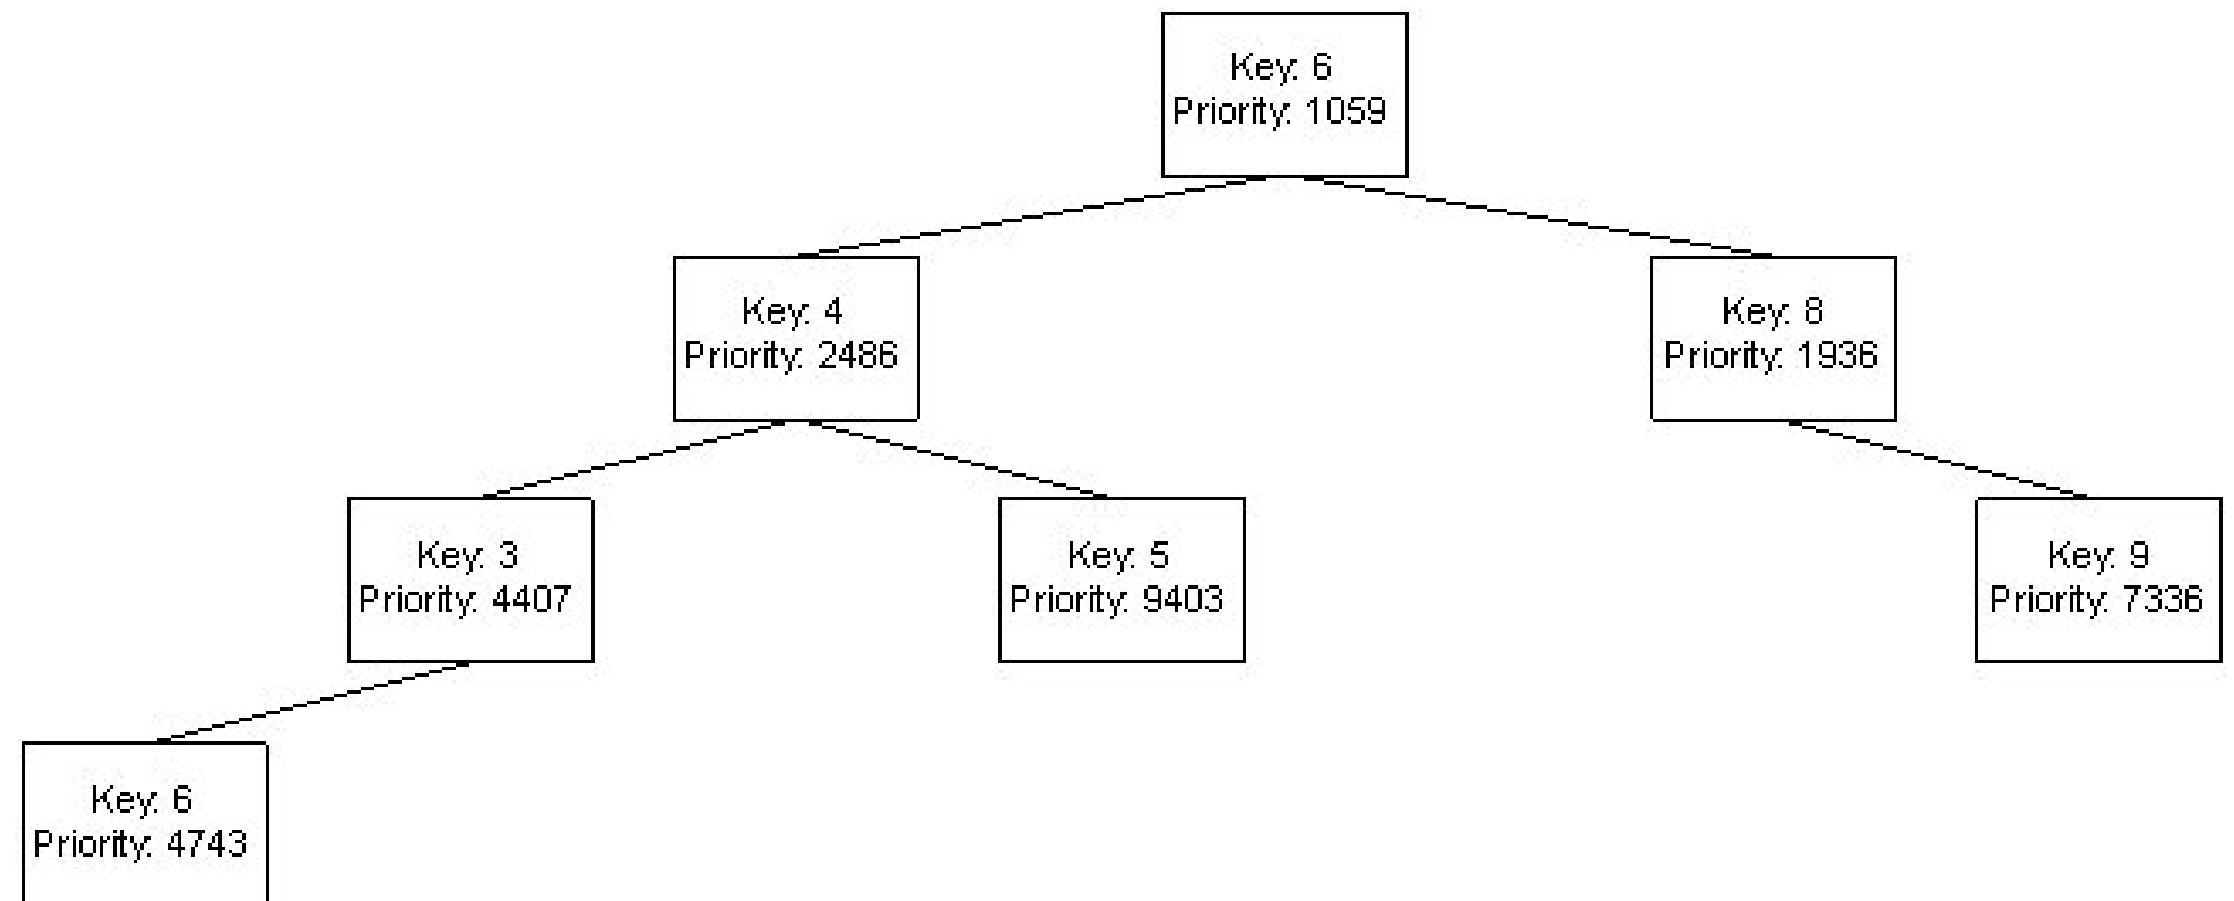 Key: 6
Priority: 1059
Key: 4
Priority: 2486
Key: 8
Priority: 1936
Key: 3
Priority: 4407
Key: 5
Priority: 9403
Key: 9
Priority: 7336
Key: 6
Priority: 4743